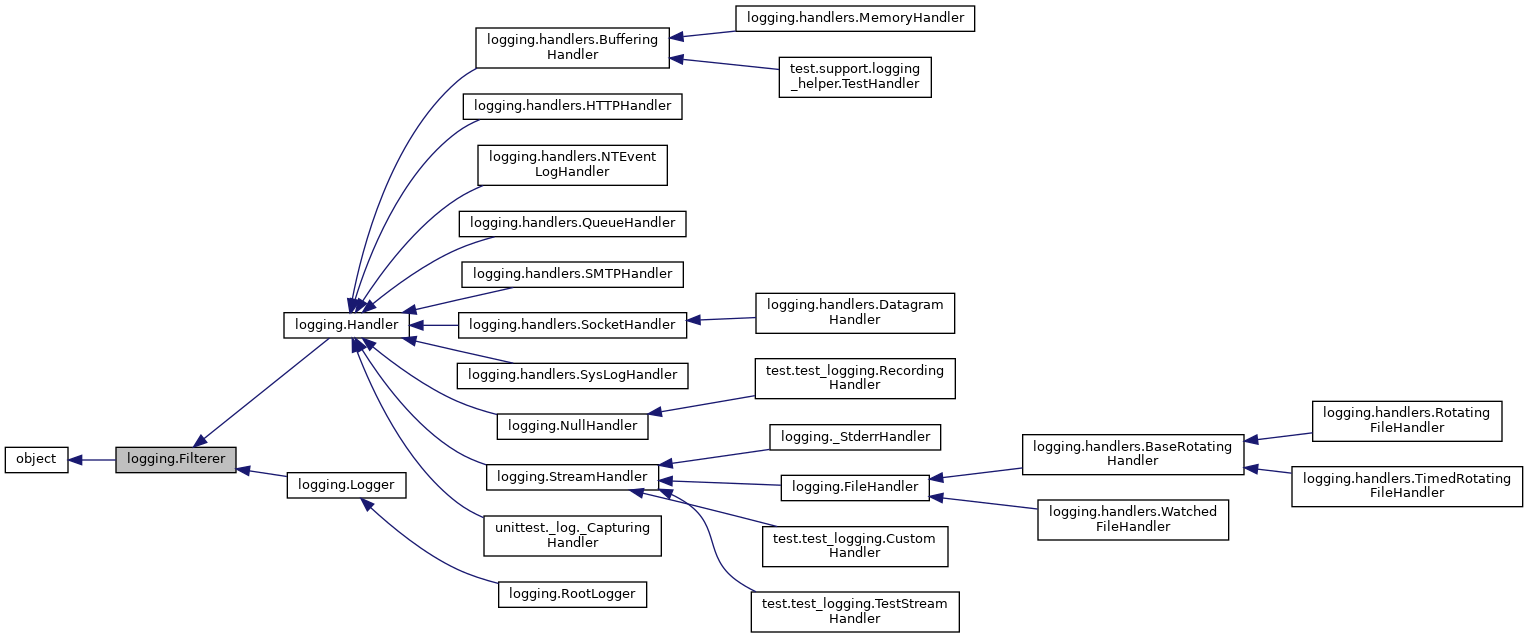 logging.handlers.MemoryHandler
logging.handlers.Buffering
Handler
test.support.logging
_helper.TestHandler
logging.handlers.HTTPHandler
logging.handlers.NTEvent
LogHandler
logging.handlers.QueueHandler
logging.handlers.SMTPHandler
logging.handlers.Datagram
Handler
logging.Handler
logging.handlers.SocketHandler
logging.handlers.SysLogHandler
test.test_logging.Recording
Handler
logging.NullHandler
logging._StderrHandler
logging.handlers.Rotating
FileHandler
logging.handlers.BaseRotating
Handler
object
logging.Filterer
logging.StreamHandler
logging.FileHandler
logging.Logger
logging.handlers.TimedRotating
FileHandler
logging.handlers.Watched
FileHandler
unittest._log._Capturing
Handler
test.test_logging.Custom
Handler
logging.RootLogger
test.test_logging.TestStream
Handler